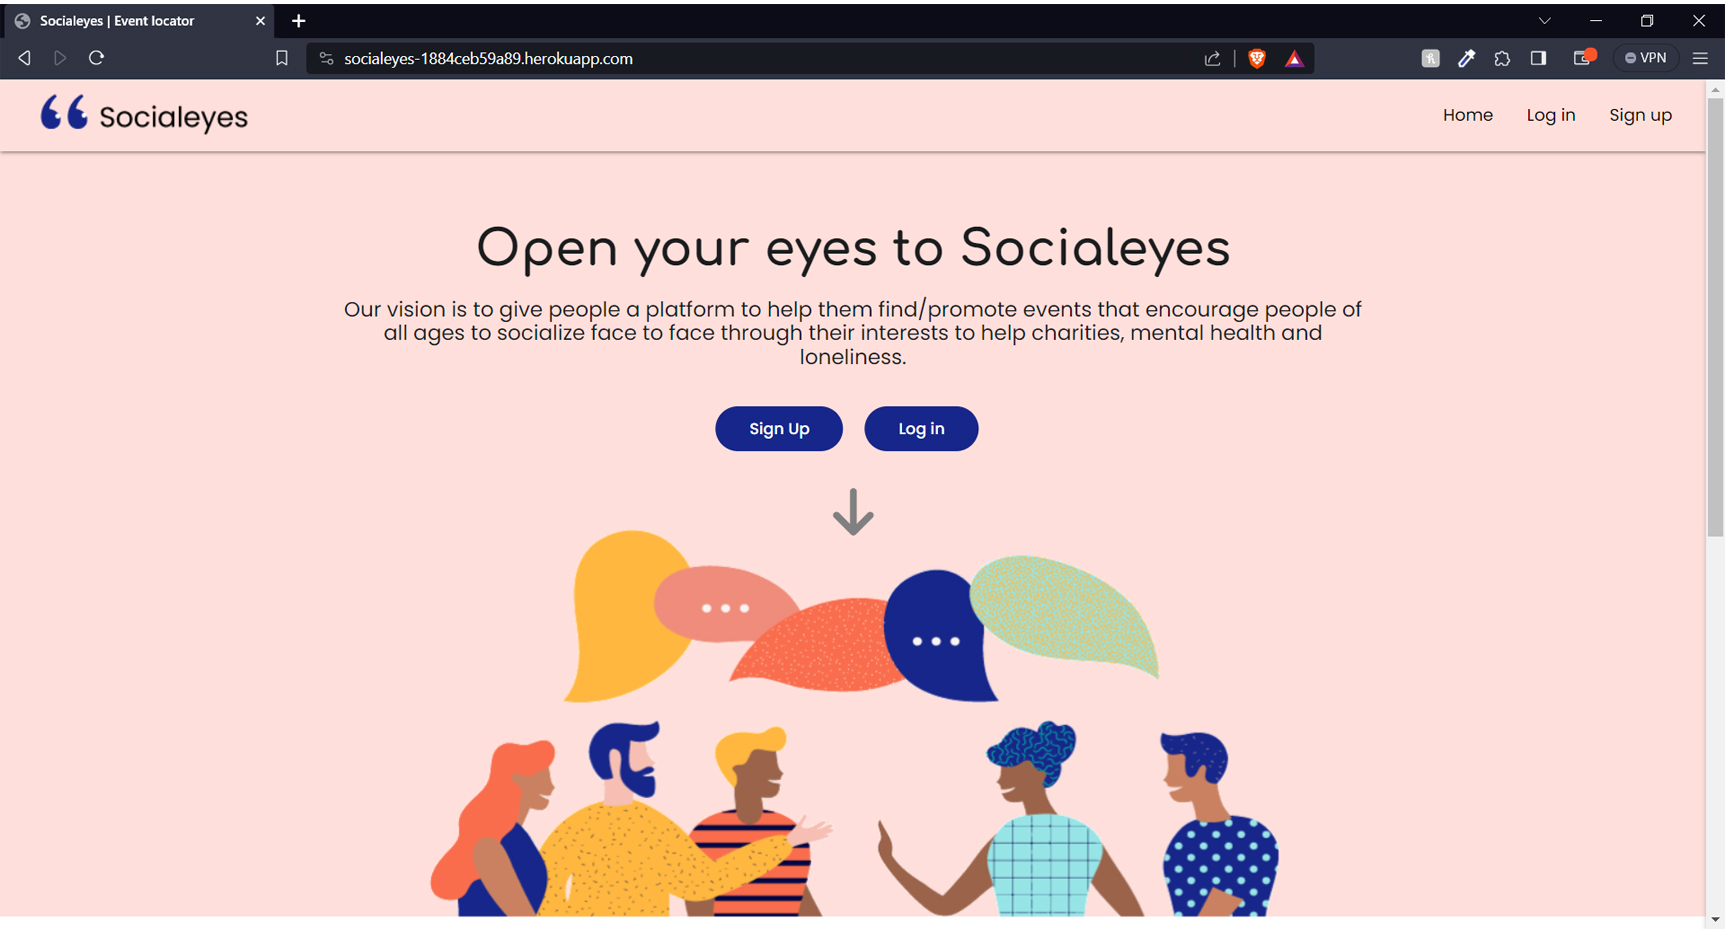 Socialeyes | Event locator
socialeyes-1884ceb59a89.herokuapp.com
VPN
Socialeyes
Home Log in Sign up
Open your eyes to Socialeyes
Our vision is to give people a platform to help them find/promote events that encourage people of
all ages to socialize face to face through their interests to help charities, mental health and
loneliness.
Sign Up Log in